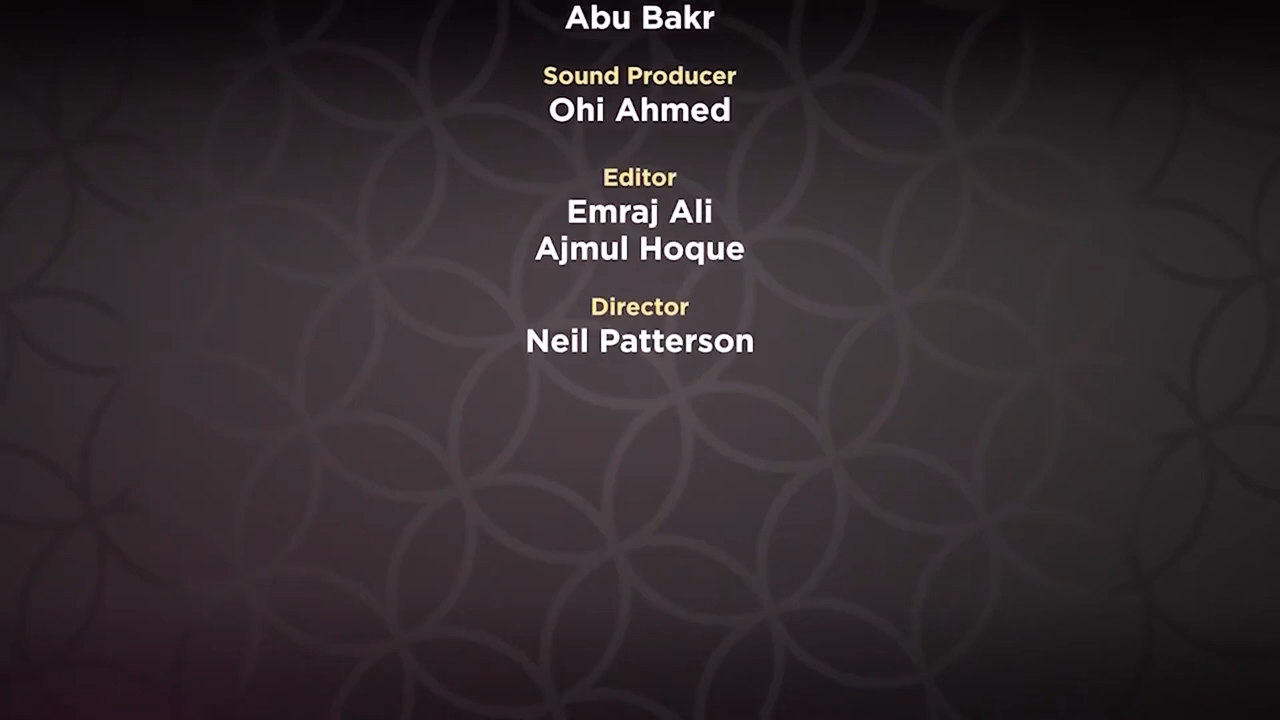 Abu Bakr
Sound Producer
Ohi Ahmed
Editor
Emraj Ali
Ajmul Hoque
Director
Neil Patterson